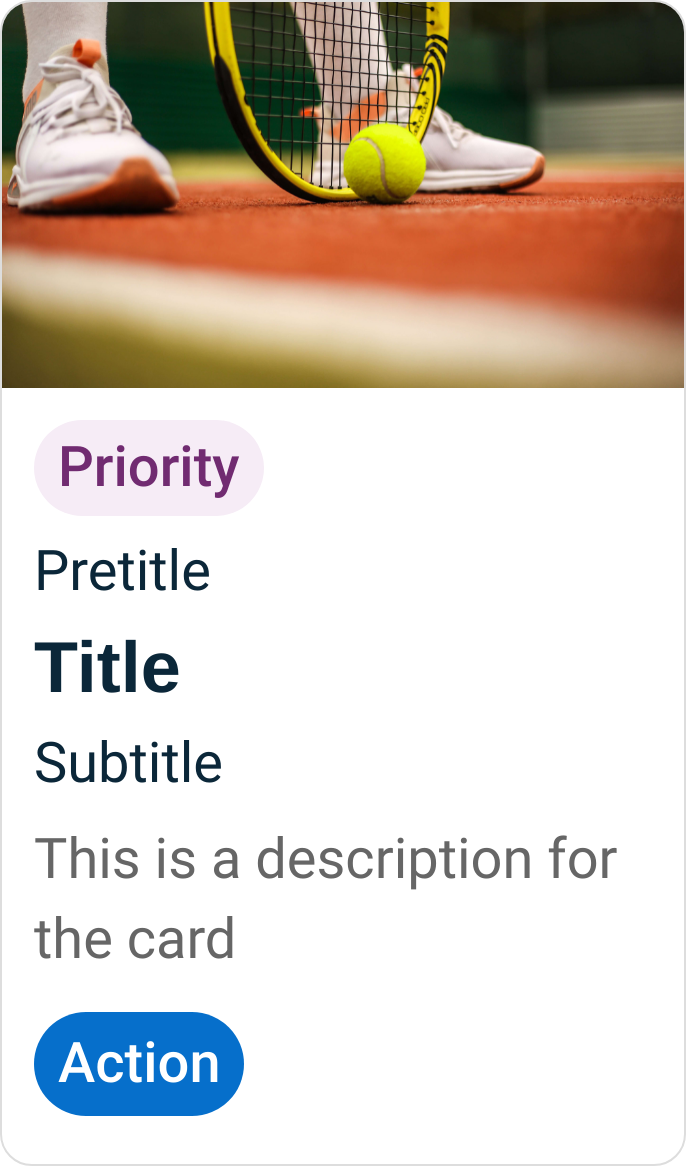 Priority
Pretitle
Title
Subtitle
This is a description for
the card
Action